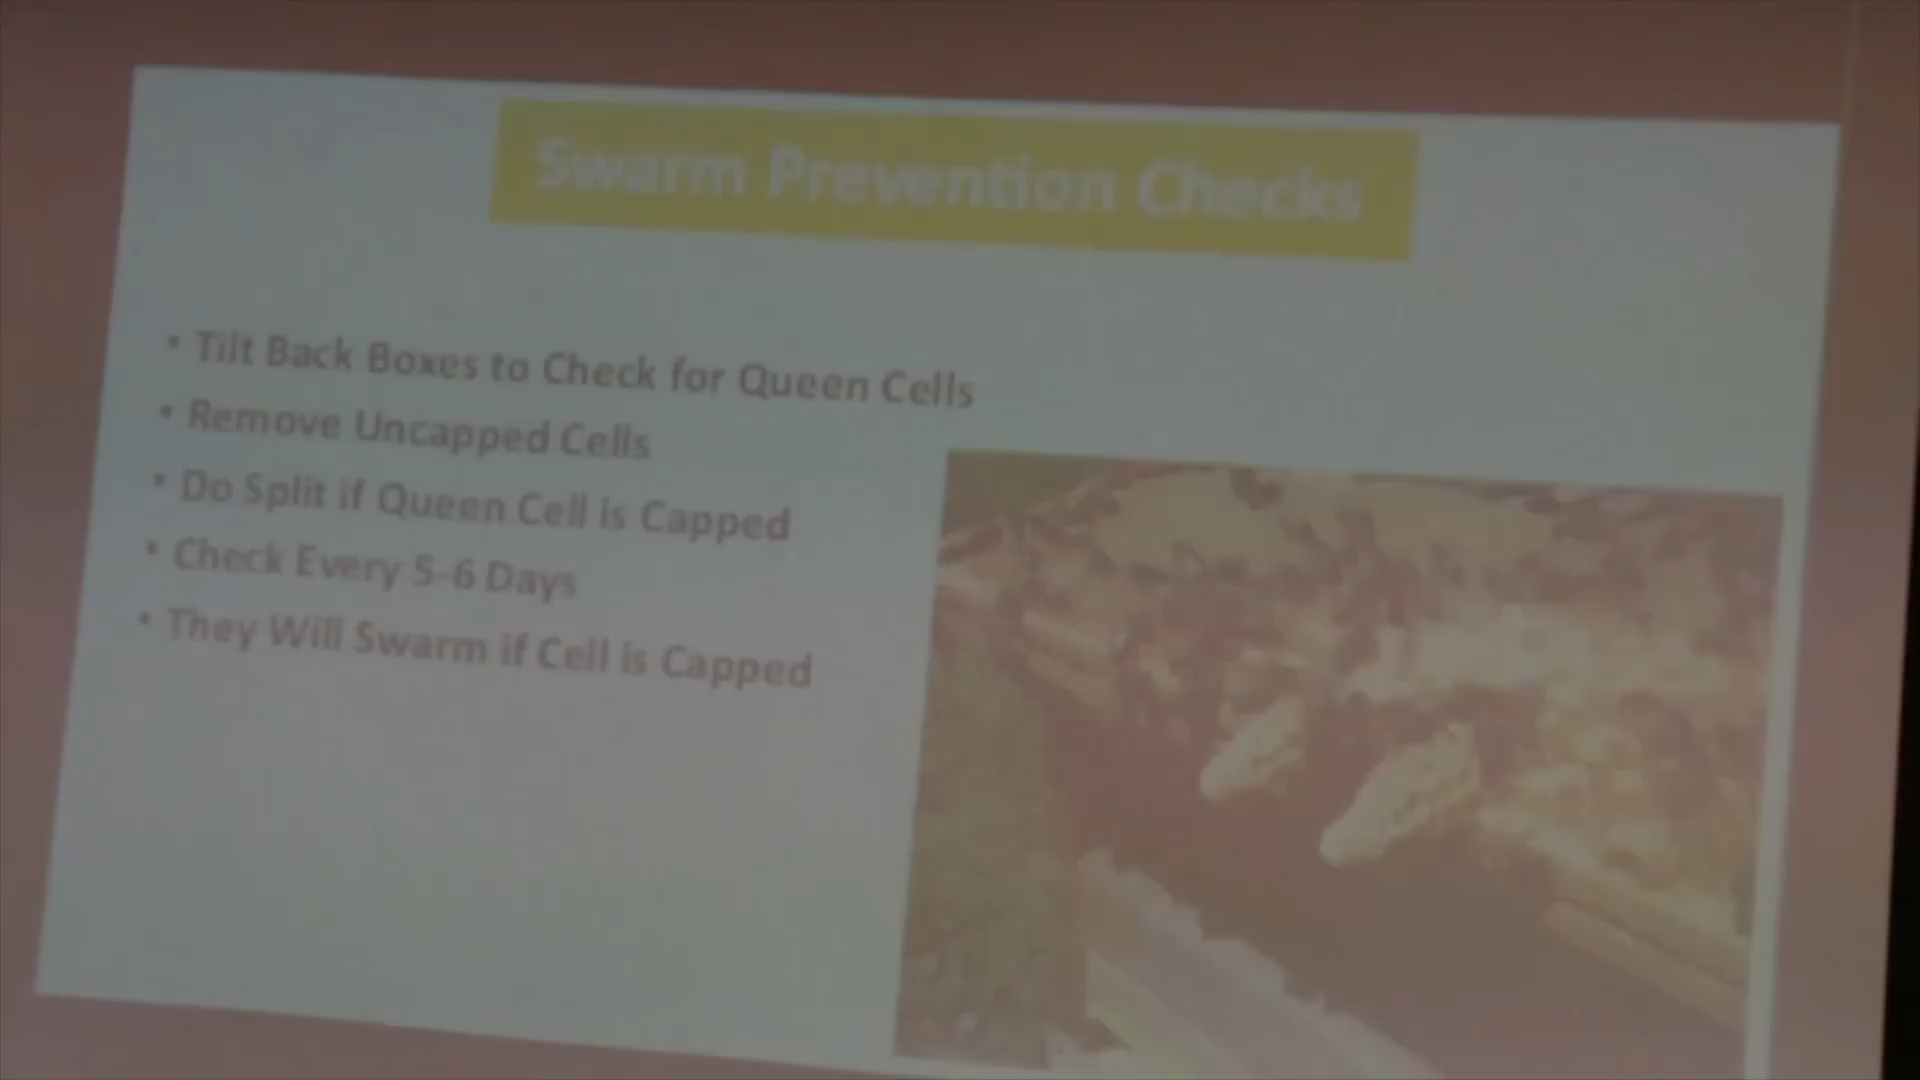 Swarm Prevention Checks
• Tilt Back Boxes to Check for Queen Cells
• Remove Uncapped Cells
• Do Split if Queen Cell is Capped
• Check Every 5-6 Days
• They Will Swarm if Cell is Capped